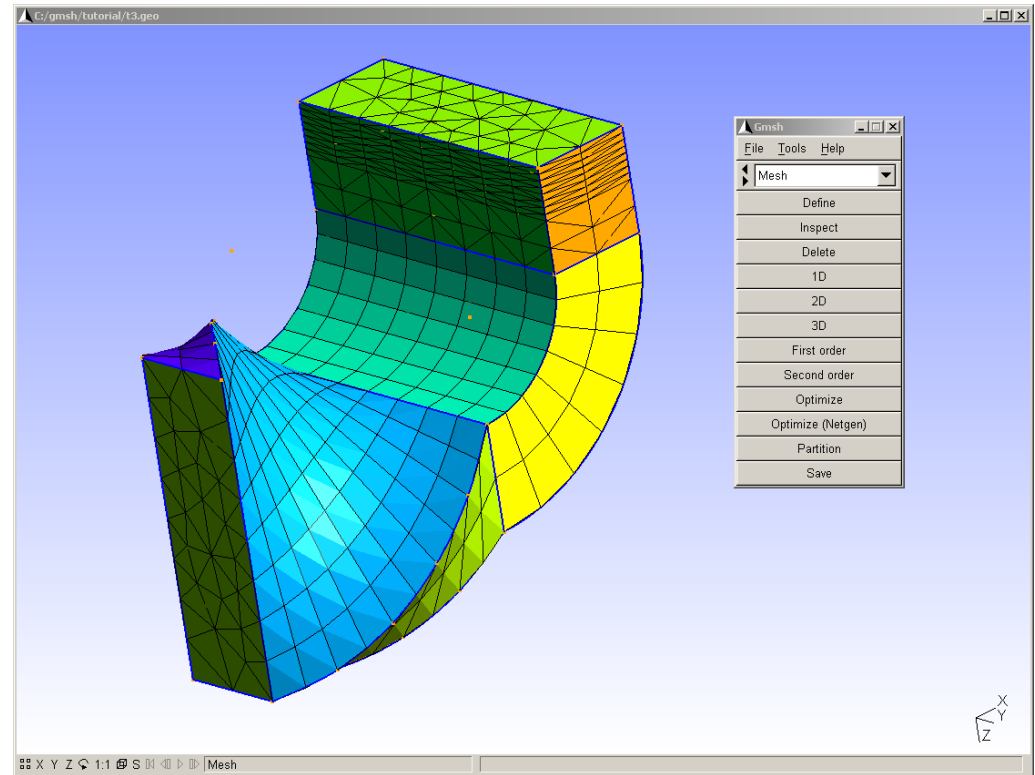 C:/gmsh/tutorial/t3.geo
Gmsh
File Tools Help
Mesh
Define
Inspect
Delete
1D
2D
3D
First order
Second order
Optimize
Optimize (Netgen)
Partition
Save
X
Y
Z
X Y Z 1:1 S Mesh